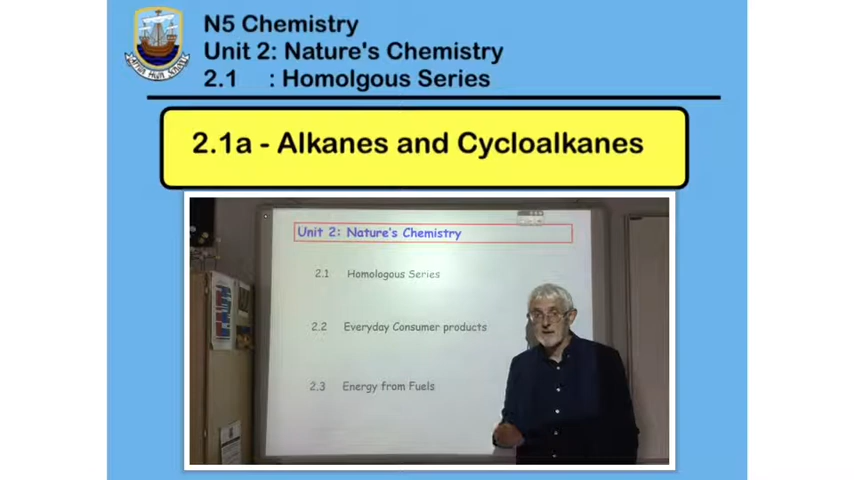 N5 Chemistry
Unit 2: Nature's Chemistry
2.1 : Homolgous Series
2.1a - Alkanes and Cycloalkanes
Unit 2: Nature's Chemistry
2.1 Homologous Series
2.2 Everyday Consumer products
2.3 Energy from Fuels